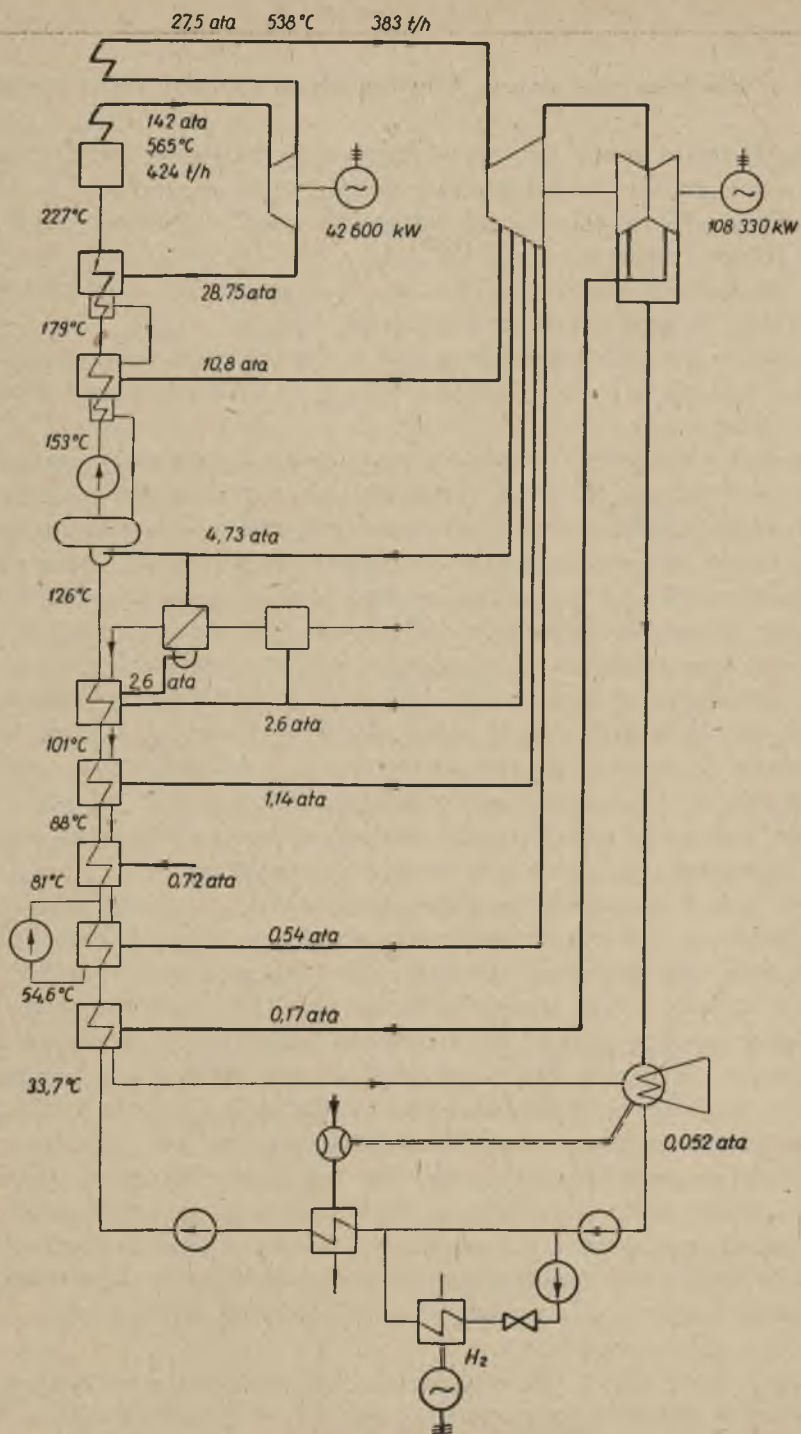 27,5 ata 538°C 383 t/h
142 ata
565°C
424 t/h
227°C
42 600 kW
108 330 kW
28,75 ata
179°C
10,8 ata
153°C
4,73 ata
126°C
2,6 ata
2,6 ata
101°C
1,14 ata
88°C
0,72 ata
81°C
0,54 ata
54,6°C
0,17 ata
33,7°C
0,052 ata
H2